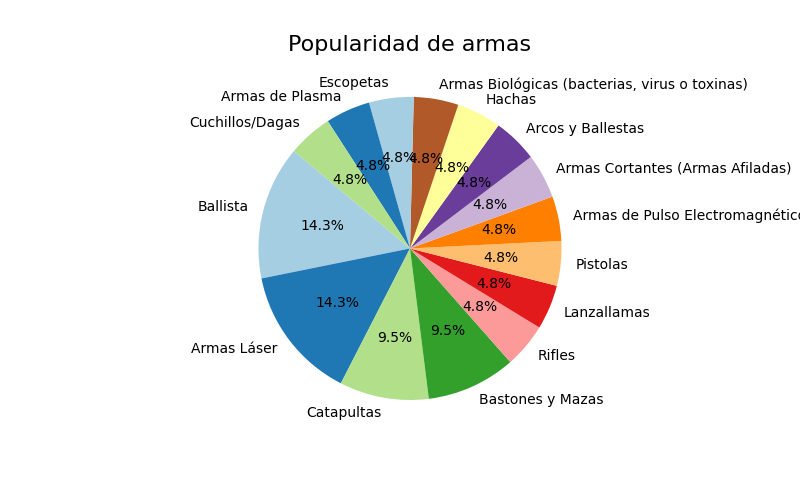 Popularidad de armas
Escopetas
Armas Biológicas (bacterias, virus o toxinas)
Armas de Plasma
Hachas
Cuchillos/Dagas
Arcos y Ballestas
4.8%
4.8%
4.8%
4.8%
Armas Cortantes (Armas Afiladas)
4.8%
4.8%
Ballista
4.8%
Armas de Pulso Electromagnético
14.3%
4.8%
4.8%
Pistolas
4.8%
14.3%
4.8%
Lanzallamas
9.5%
9.5%
Armas Láser
Rifles
Bastones y Mazas
Catapultas